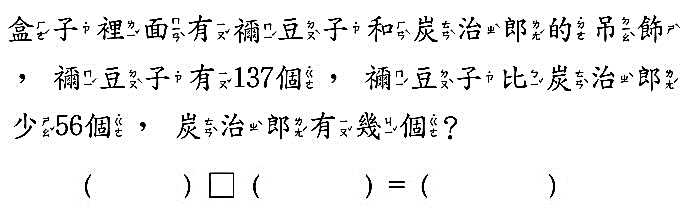 盒子裡面有禰豆子和炭治郎的吊飾
，禰豆子有137個，禰豆子比炭治郎
少56個，炭治郎有幾個？
(　　　)□(　　　)=(　　　)